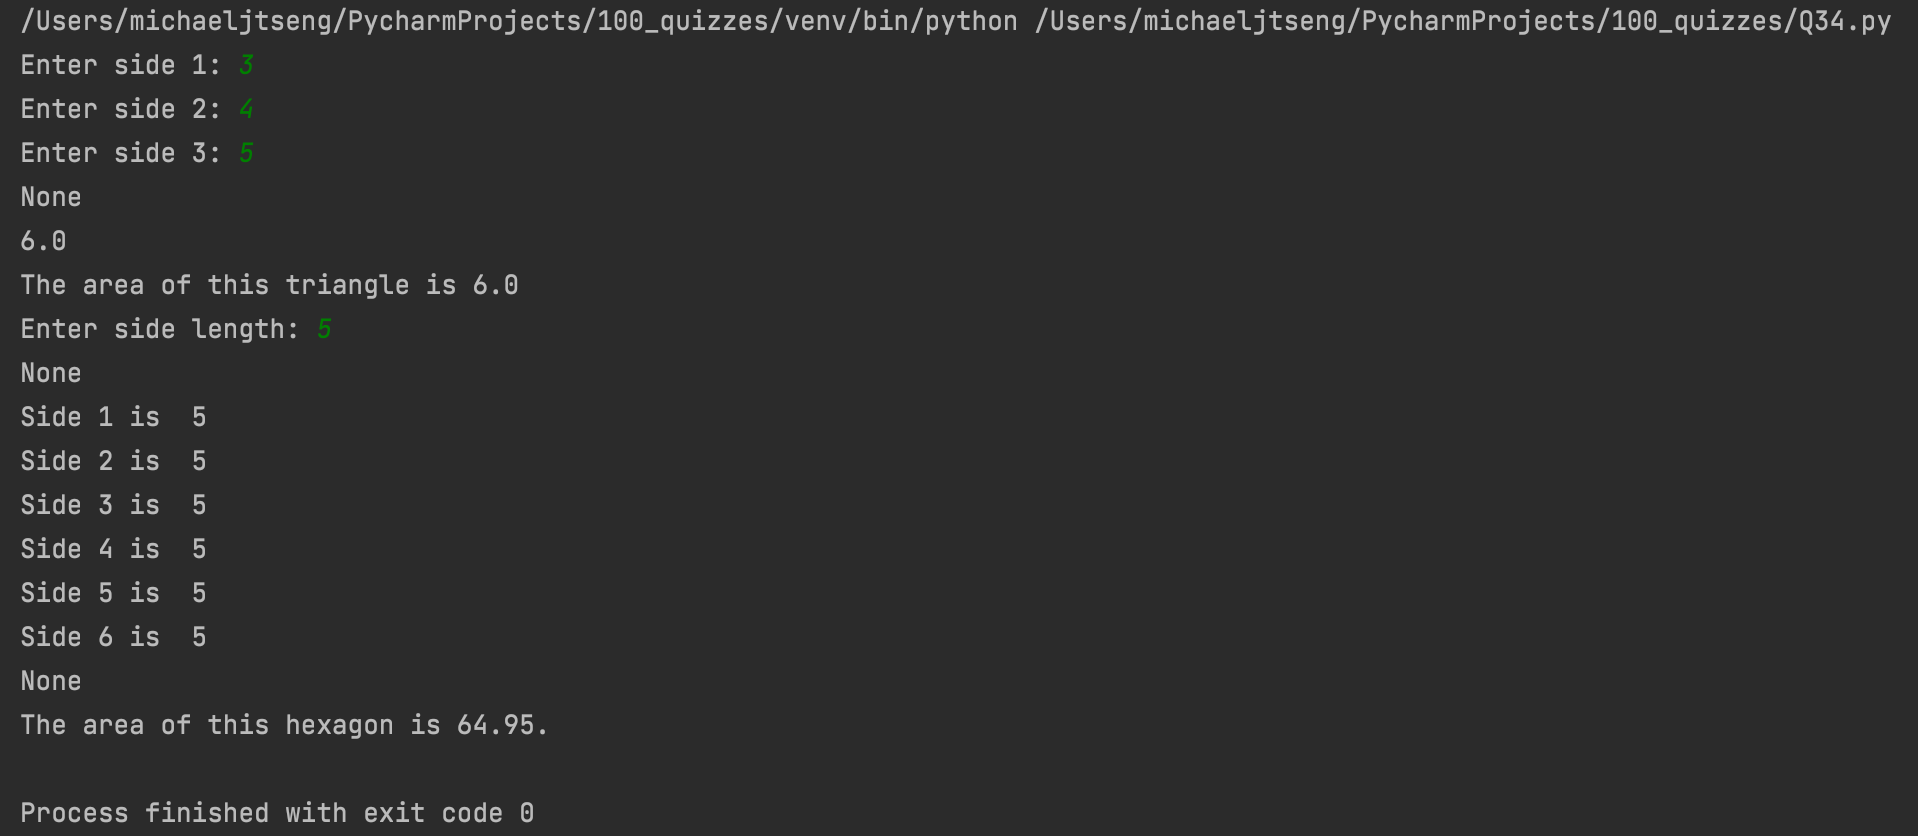 /Users/michaeljtseng/PycharmProjects/100_quizzes/venv/bin/python /Users/michaeljtseng/PycharmProjects/100_quizzes/Q34.py
Enter side 1: 3
Enter side 2: 4
Enter side 3: 5
None
6.0
The area of this triangle is 6.0
Enter side length: 5
None
Side 1 is  5
Side 2 is  5
Side 3 is  5
Side 4 is  5
Side 5 is  5
Side 6 is  5
None
The area of this hexagon is 64.95.
Process finished with exit code 0